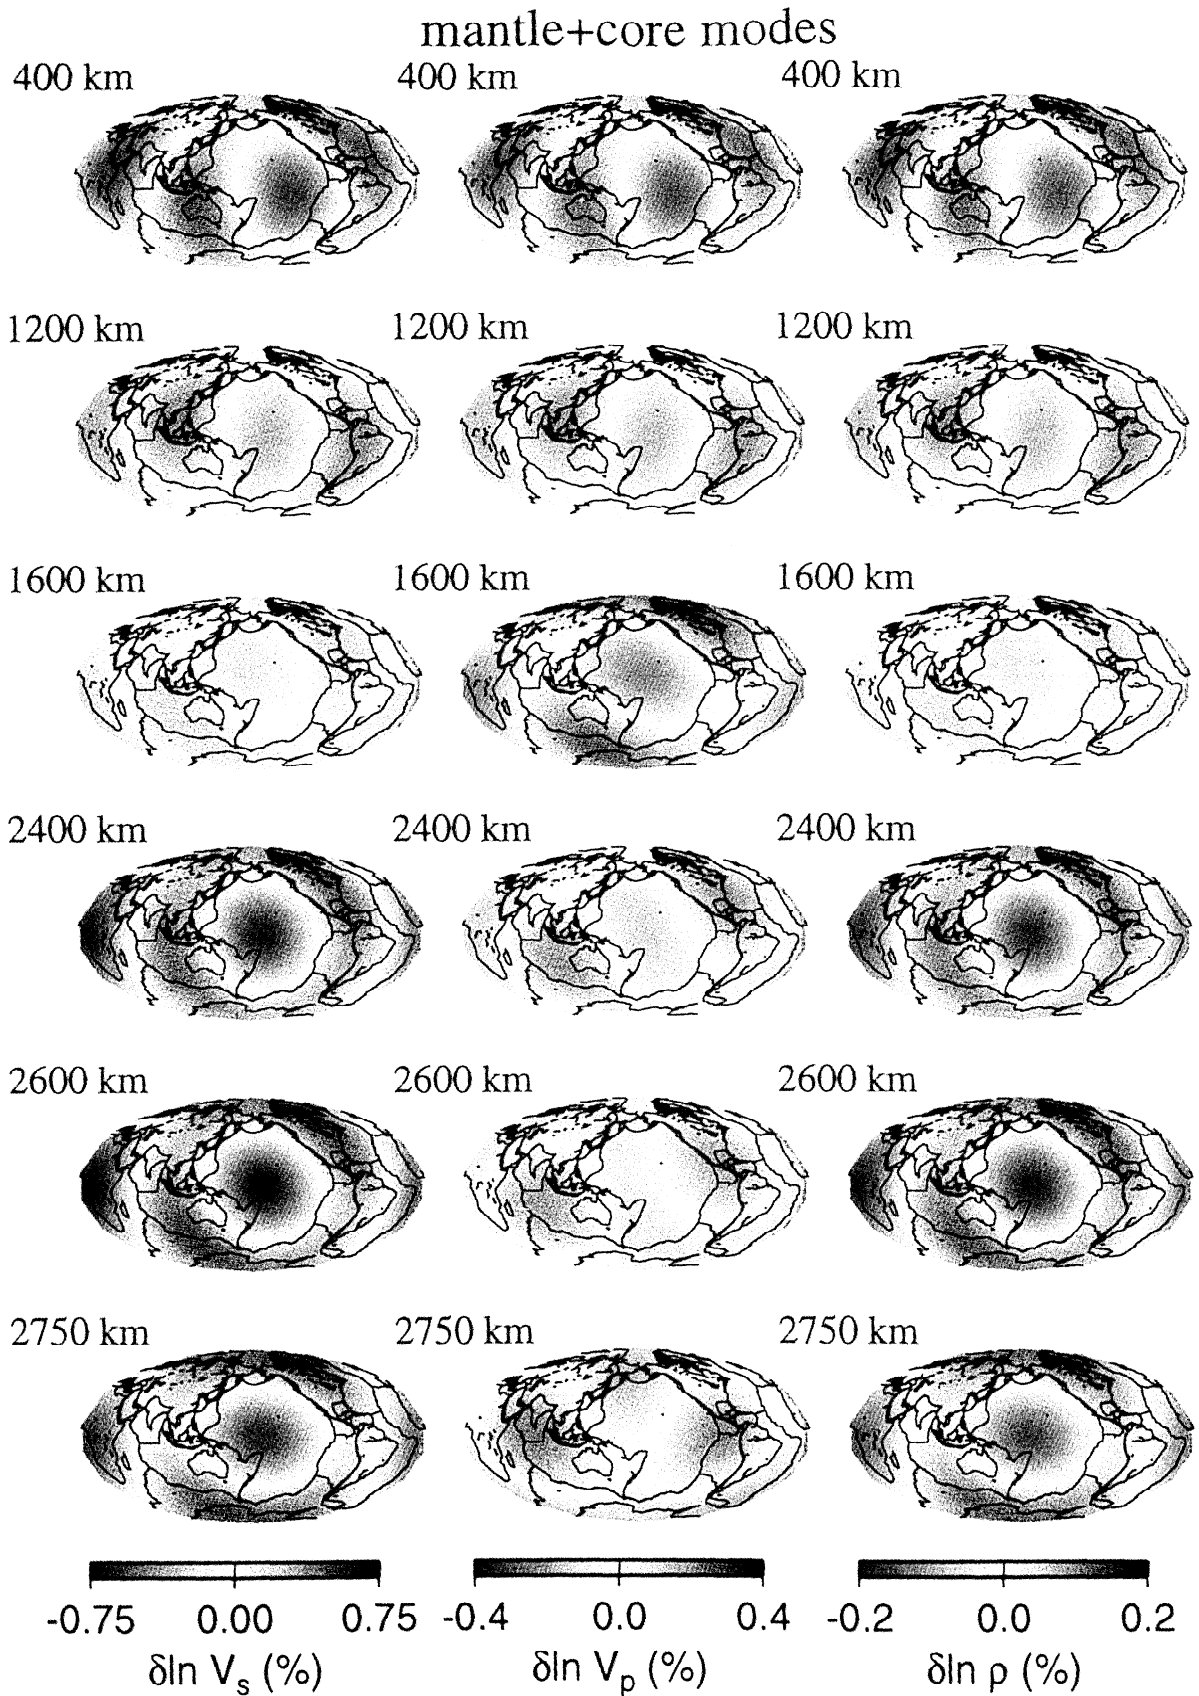 mantle+core modes
400 km 400 km 400 km
1200 km 1200 km 1200 km
1600 km 1600 km 1600 km
2400 km 2400 km 2400 km
2600 km 2600 km 2600 km
2750 km 2750 km 2750 km
-0.75 0.00 0.75 -0.4 0.0 0.4 -0.2 0.0 0.2
δln Vₛ (%) δln Vₚ (%) δln ρ (%)